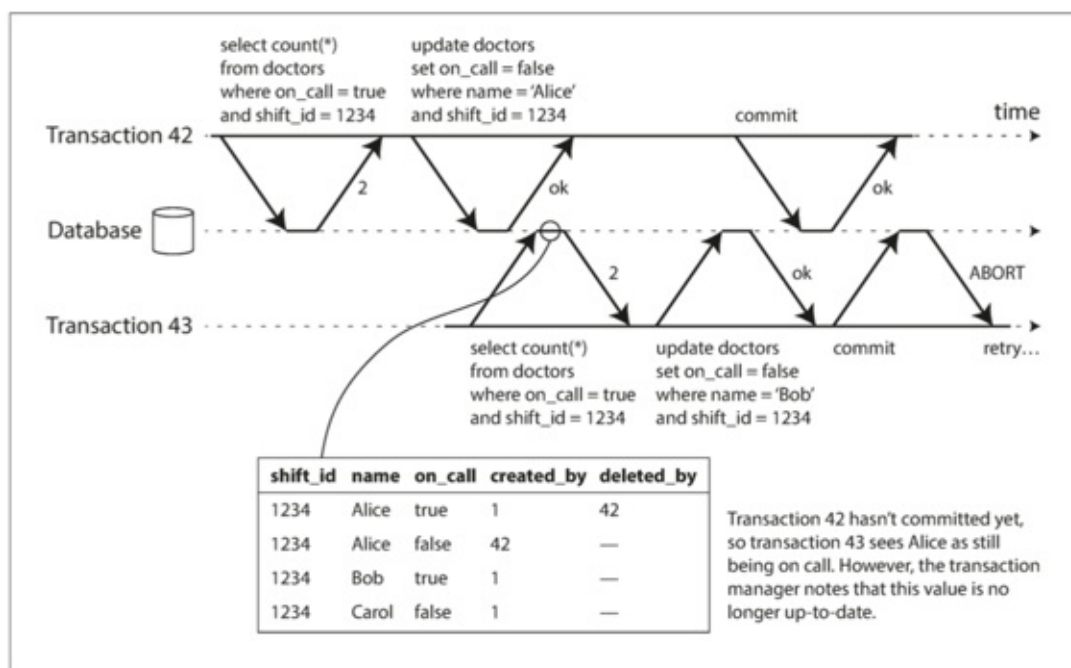 select count(*)
from doctors
where on_call = true
and shift_id = 1234
update doctors
set on_call = false
where name = ‘Alice’
and shift_id = 1234
commit
time
Transaction 42
2
ok
ok
Database
2
ok
ABORT
Transaction 43
select count(*)
from doctors
where on_call = true
and shift_id = 1234
update doctors
set on_call = false
where name = ‘Bob’
and shift_id = 1234
commit
retry…
shift_id name on_call created_by deleted_by
1234 Alice true 1 42
1234 Alice false 42 —
1234 Bob true 1 —
1234 Carol false 1 —
Transaction 42 hasn’t committed yet,
so transaction 43 sees Alice as still
being on call. However, the transaction
manager notes that this value is no
longer up-to-date.